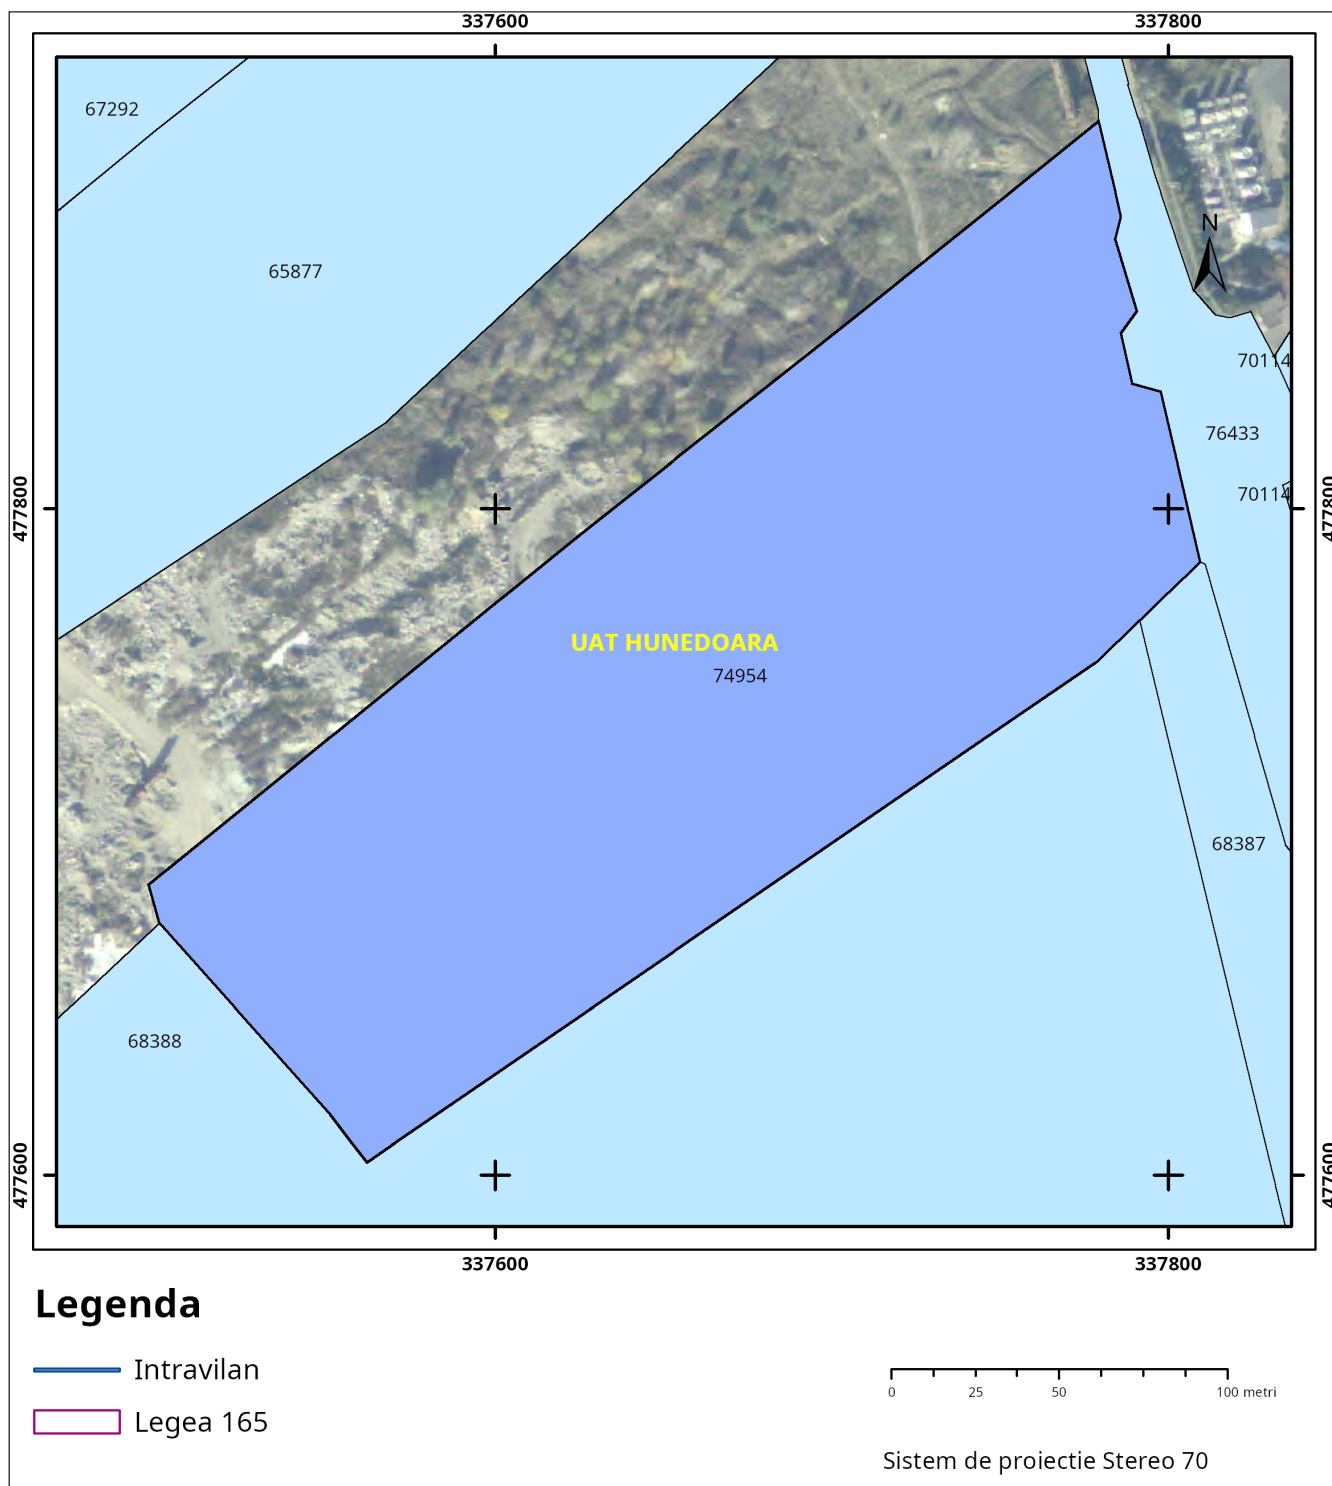 337600 337800
67292
N
65877
70114
76433
70114
477800 477800
UAT HUNEDOARA
74954
68387
68388
477600 477600
337600 337800
Legenda
Intravilan
Legea 165
0 25 50 100 metri
Sistem de proiectie Stereo 70